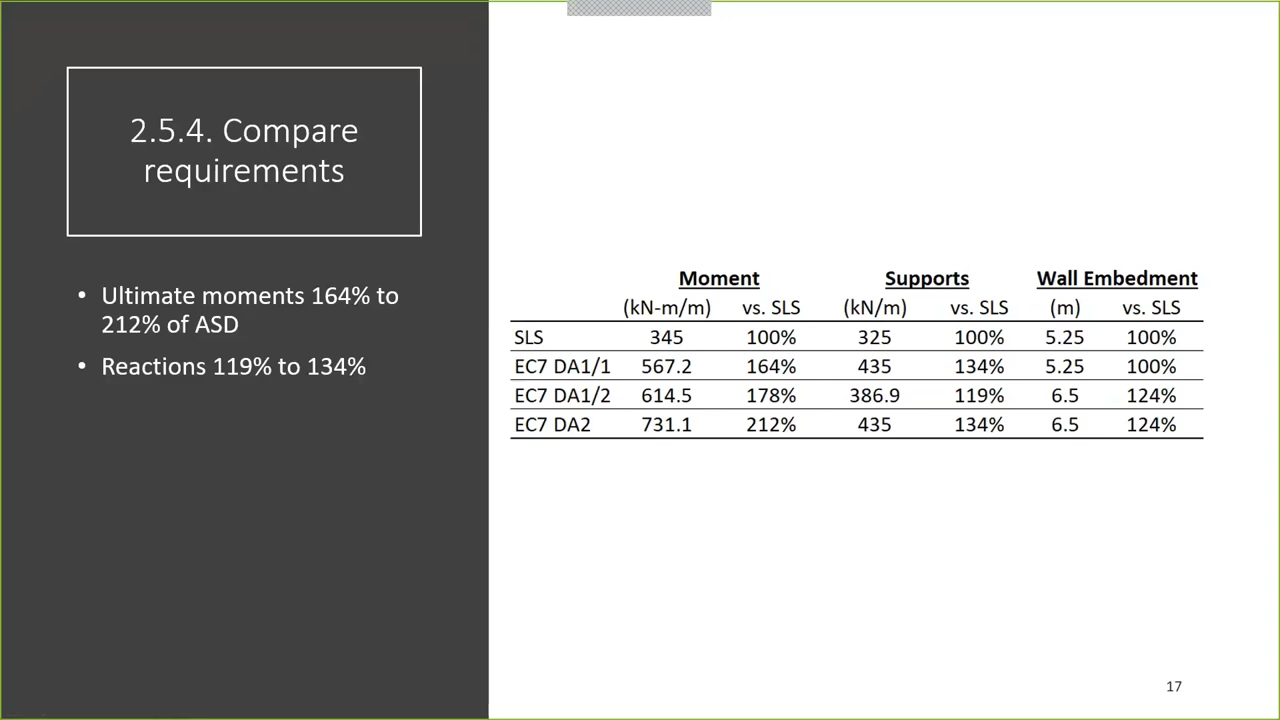 2.5.4. Compare
requirements
• Ultimate moments 164% to
212% of ASD
• Reactions 119% to 134%
Moment Supports Wall Embedment
(kN-m/m) vs. SLS (kN/m) vs. SLS (m) vs. SLS
SLS 345 100% 325 100% 5.25 100%
EC7 DA1/1 567.2 164% 435 134% 5.25 100%
EC7 DA1/2 614.5 178% 386.9 119% 6.5 124%
EC7 DA2 731.1 212% 435 134% 6.5 124%
17